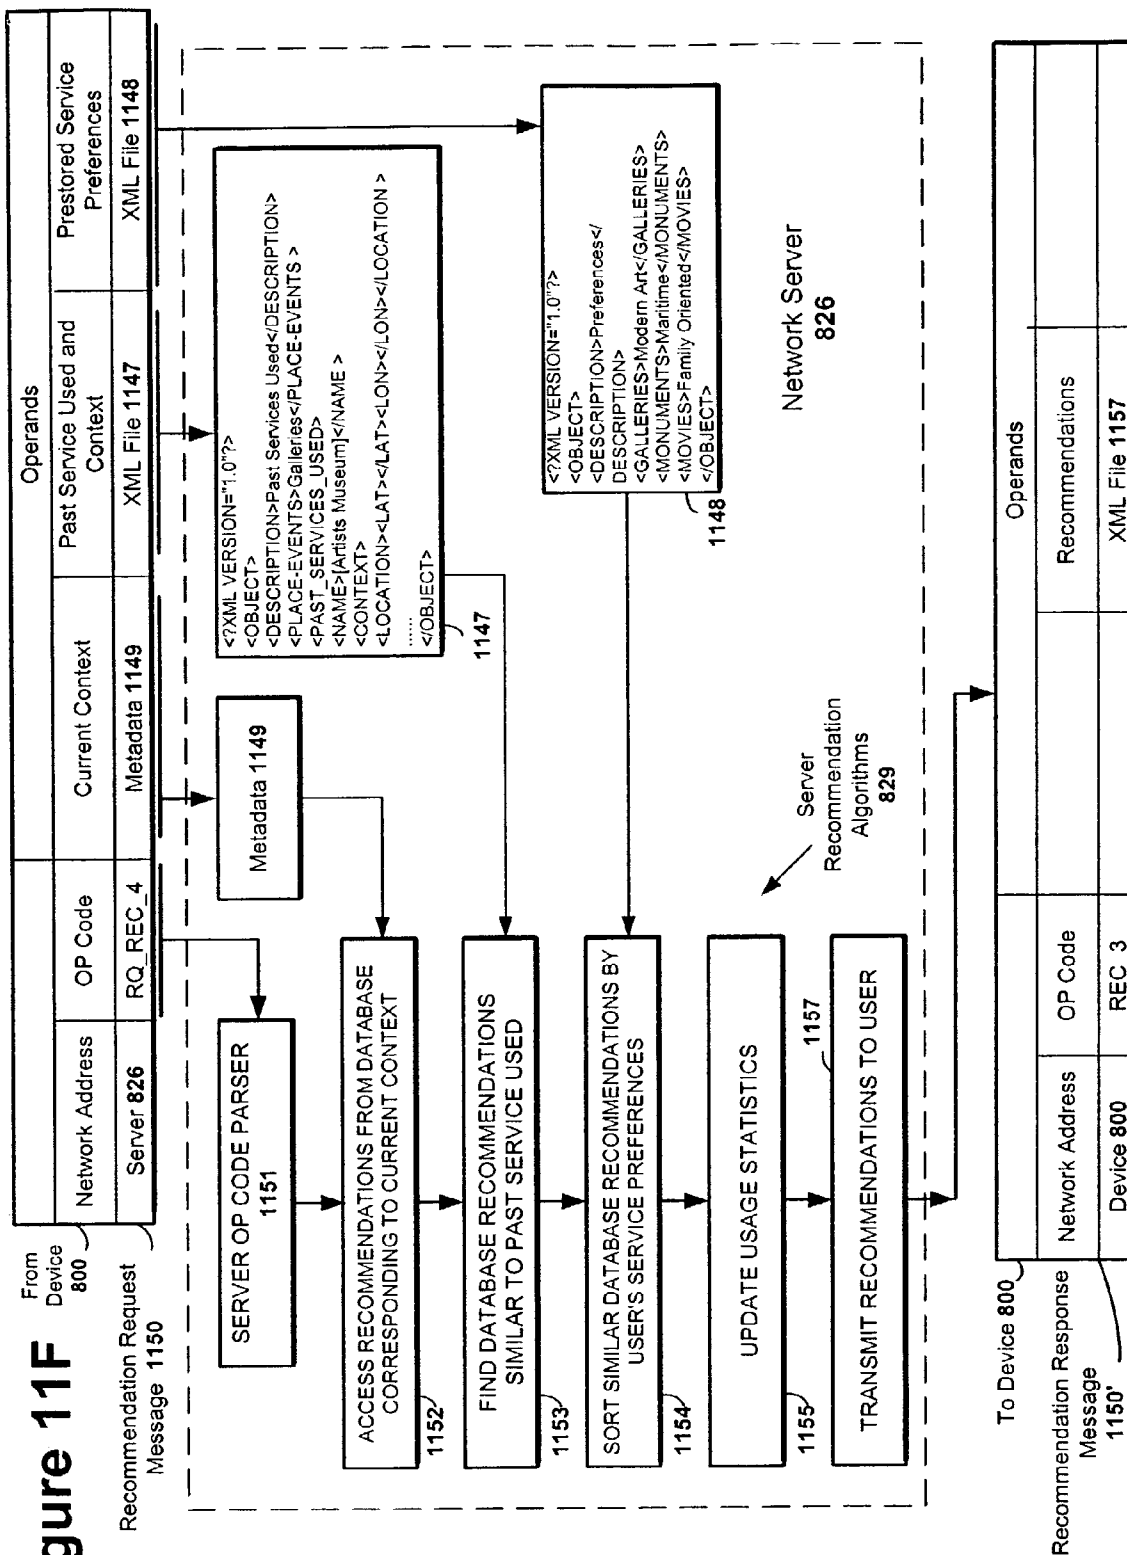 gure 11F
From
Device
800
Recommendation Request
Message 1150
Operands
Network Address
OP Code
Current Context
Past Service Used and
Context
Prestored Service
Preferences
Server 826
RQ_REC_4
Metadata 1149
XML File 1147
XML File 1148
SERVER OP CODE PARSER
1151
Metadata 1149
<?XML VERSION="1.0"?>
<OBJECT>
<DESCRIPTION>Past Services Used</DESCRIPTION>
<PLACE-EVENTS>Galleries</PLACE-EVENTS >
<PAST_SERVICES_USED>
<NAME>[Artists Museum]</NAME >
<CONTEXT>
<LOCATION><LAT></LAT><LON></LON></LOCATION >
......
</OBJECT>
1147
<?XML VERSION="1.0"?>
<OBJECT>
<DESCRIPTION>Preferences</
DESCRIPTION>
<GALLERIES>Modern Art</GALLERIES>
<MONUMENTS>Maritime</MONUMENTS>
<MOVIES>Family Oriented</MOVIES>
</OBJECT>
1148
ACCESS RECOMMENDATIONS FROM DATABASE
CORRESPONDING TO CURRENT CONTEXT
1152
FIND DATABASE RECOMMENDATIONS
SIMILAR TO PAST SERVICE USED
1153
SORT SIMILAR DATABASE RECOMMENDATIONS BY
USER'S SERVICE PREFERENCES
1154
UPDATE USAGE STATISTICS
1155
TRANSMIT RECOMMENDATIONS TO USER
1157
Server
Recommendation
Algorithms
829
Network Server
826
To Device 800
Recommendation Response
Message
1150"
Operands
Network Address
OP Code
Recommendations
Device 800
REC 3
XML File 1157